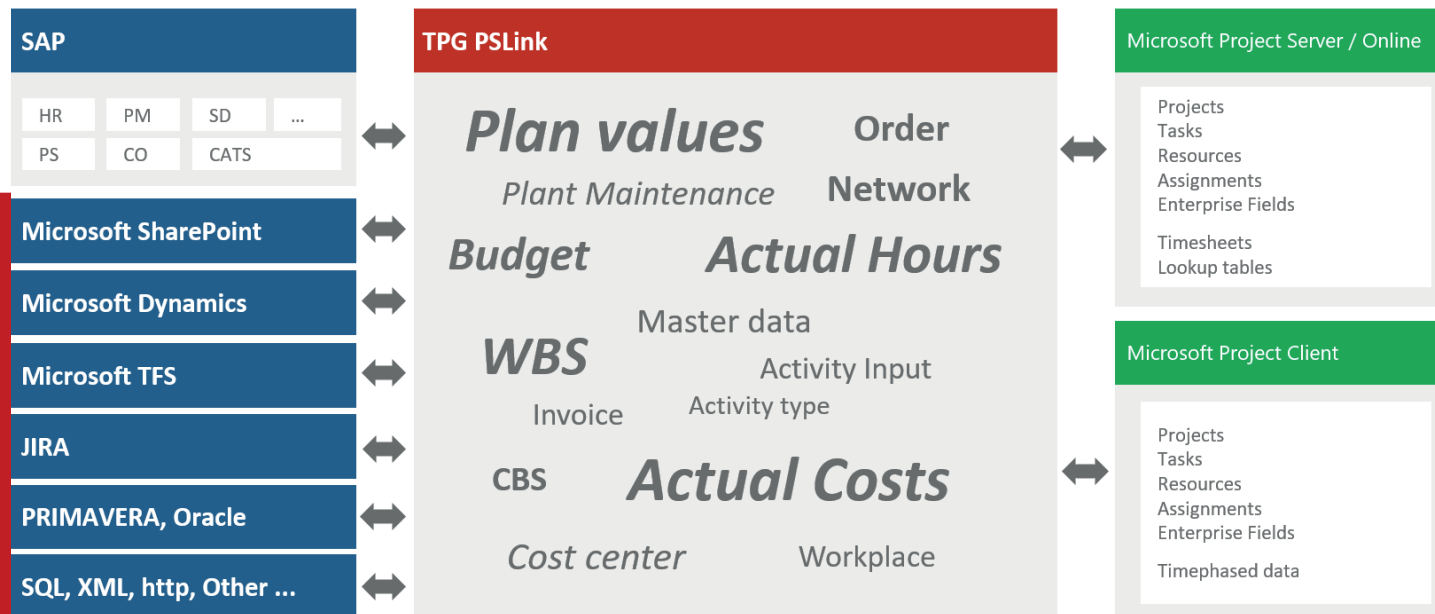 SAP
HR PM SD ...
PS CO CATS
Microsoft SharePoint
Microsoft Dynamics
Microsoft TFS
JIRA
PRIMAVERA, Oracle
SQL, XML, http, Other ...
TPG PSLink
Plan values Order
Plant Maintenance Network
Budget Actual Hours
Master data
WBS Activity Input
Invoice Activity type
CBS Actual Costs
Cost center Workplace
Microsoft Project Server / Online
Projects
Tasks
Resources
Assignments
Enterprise Fields
Timesheets
Lookup tables
Microsoft Project Client
Projects
Tasks
Resources
Assignments
Enterprise Fields
Timephased data